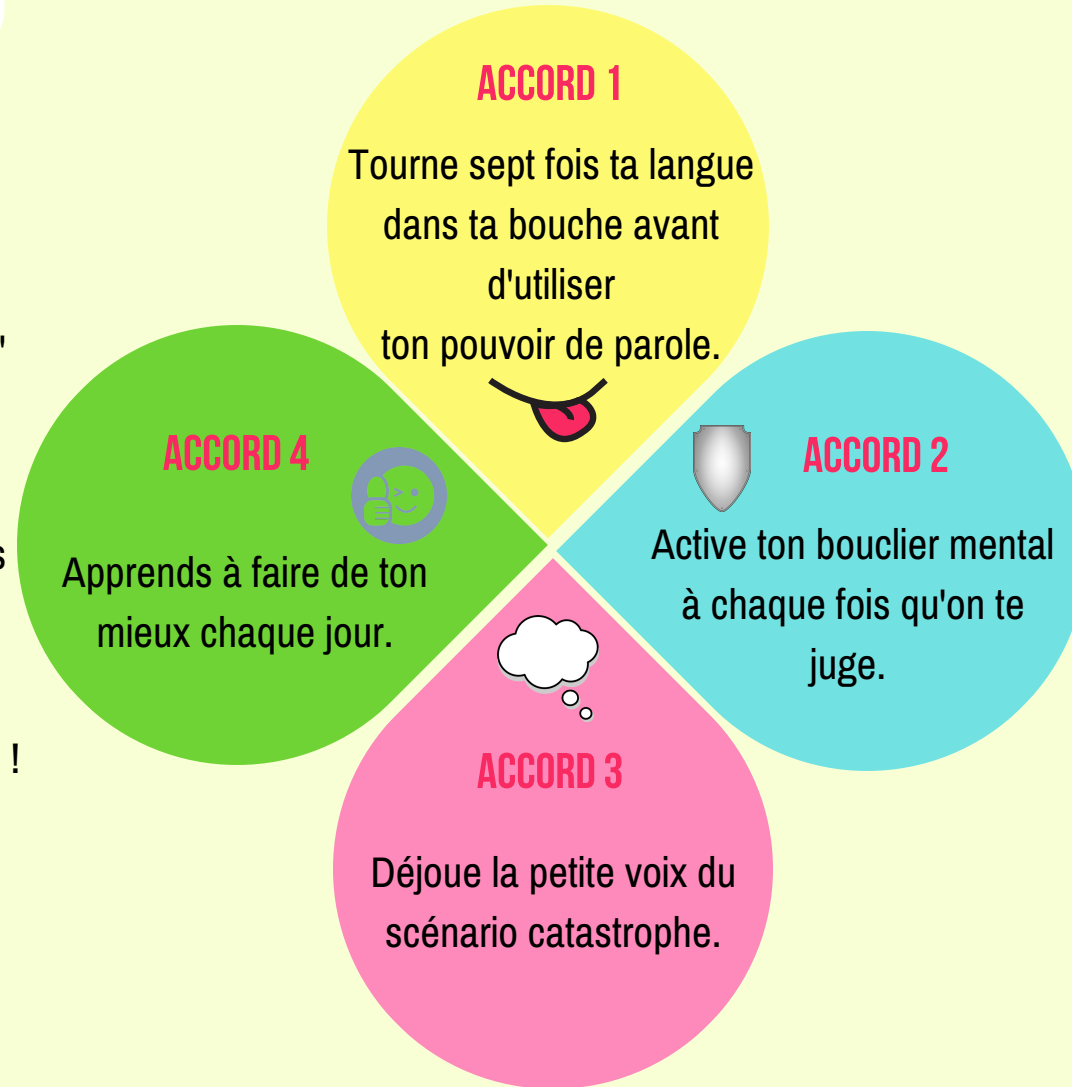 ACCORD 1
Tourne sept fois ta langue
dans ta bouche avant
d'utiliser
ton pouvoir de parole.
ACCORD 2
Active ton bouclier mental
à chaque fois qu'on te
juge.
ACCORD 3
Déjoue la petite voix du
scénario catastrophe.
ACCORD 4
Apprends à faire de ton
mieux chaque jour.
!